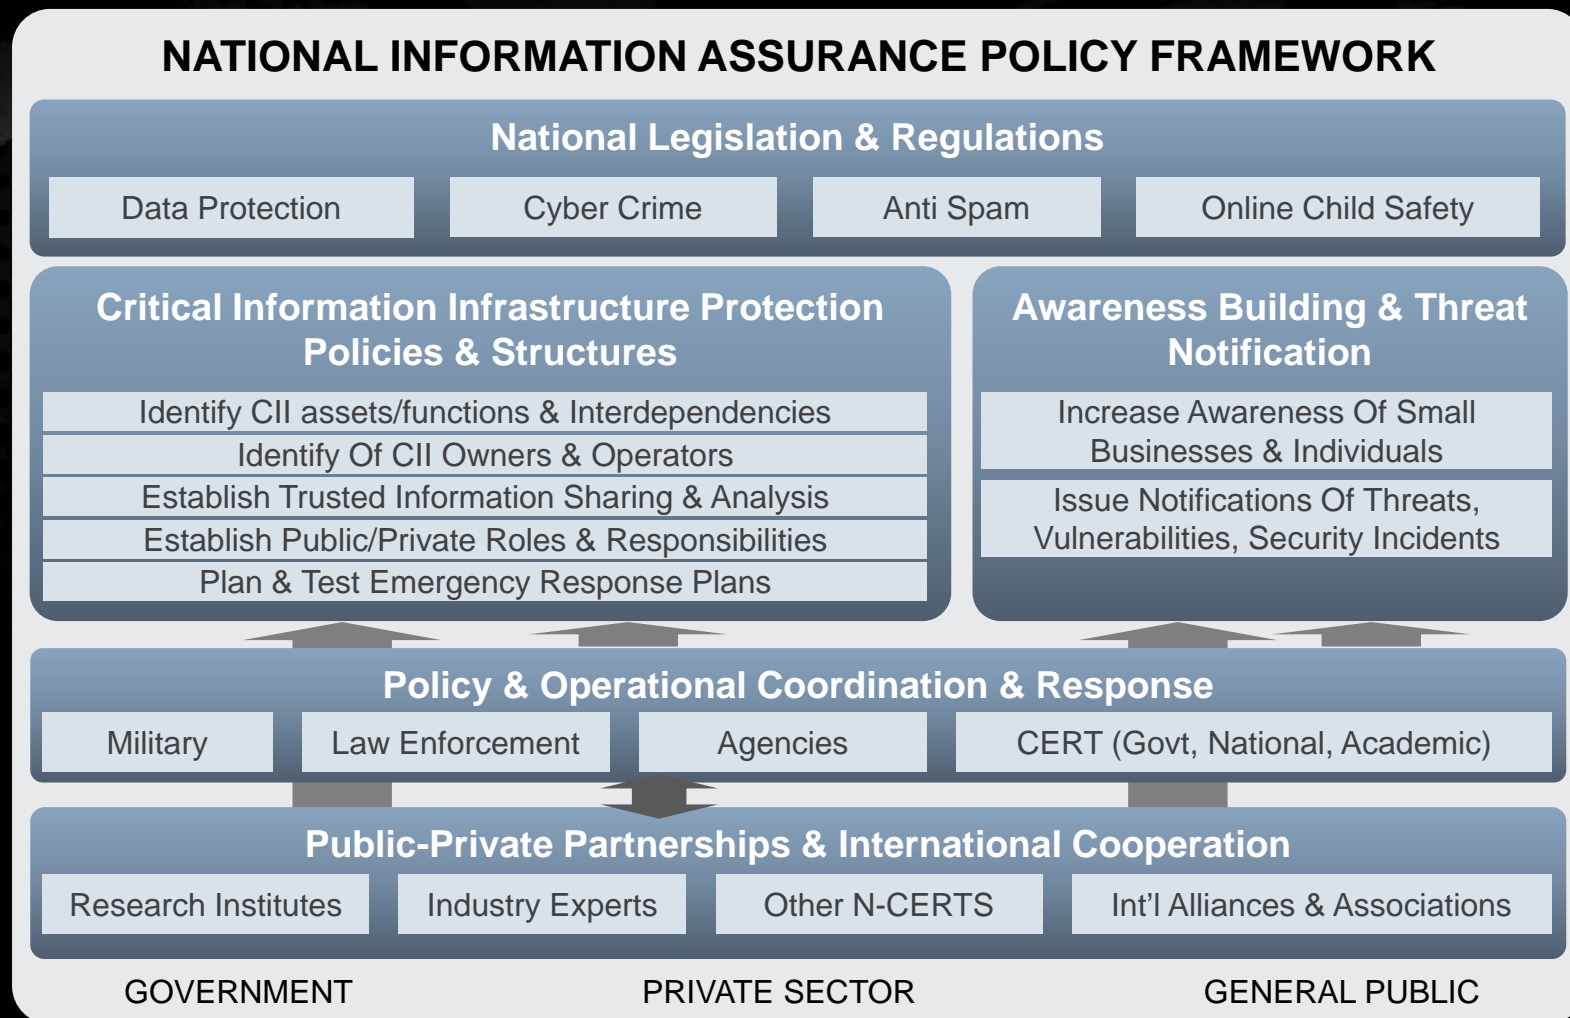 NATIONAL INFORMATION ASSURANCE POLICY FRAMEWORK
National Legislation & Regulations
Data Protection
Cyber Crime
Anti Spam
Online Child Safety
Critical Information Infrastructure Protection
Policies & Structures
Identify CII assets/functions & Interdependencies
Identify Of CII Owners & Operators
Establish Trusted Information Sharing & Analysis
Establish Public/Private Roles & Responsibilities
Plan & Test Emergency Response Plans
Awareness Building & Threat
Notification
Increase Awareness Of Small
Businesses & Individuals
Issue Notifications Of Threats,
Vulnerabilities, Security Incidents
Policy & Operational Coordination & Response
Military
Law Enforcement
Agencies
CERT (Govt, National, Academic)
Public-Private Partnerships & International Cooperation
Research Institutes
Industry Experts
Other N-CERTS
Int’l Alliances & Associations
GOVERNMENT
PRIVATE SECTOR
GENERAL PUBLIC